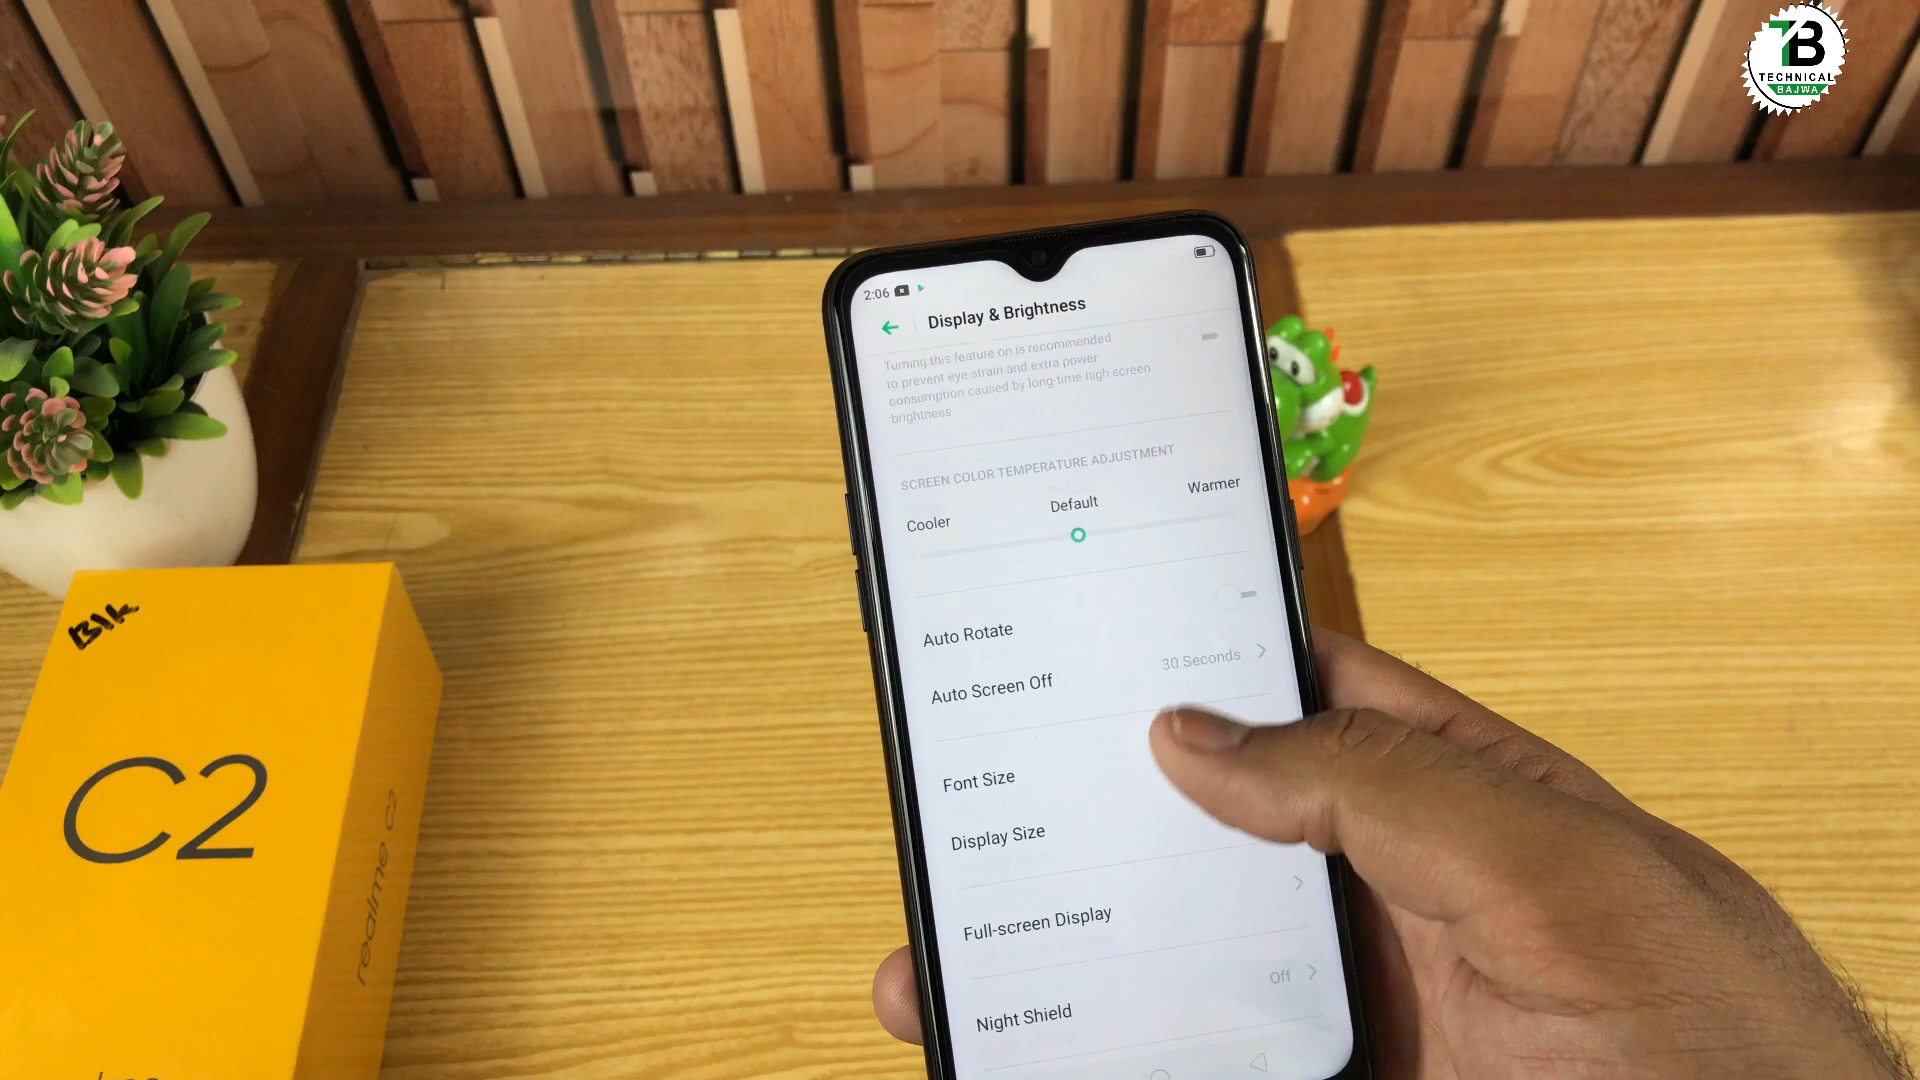 TB
TECHNICAL
BAJWA
2:06
Display & Brightness
Turning this feature on is recommended
to prevent eye strain and extra power
consumption caused by long-time high screen
brightness.
SCREEN COLOR TEMPERATURE ADJUSTMENT
Cooler Default Warmer
Auto Rotate
Auto Screen Off 30 Seconds
Font Size
Display Size
Full-screen Display
Night Shield Off
Blk
C2
realme C2